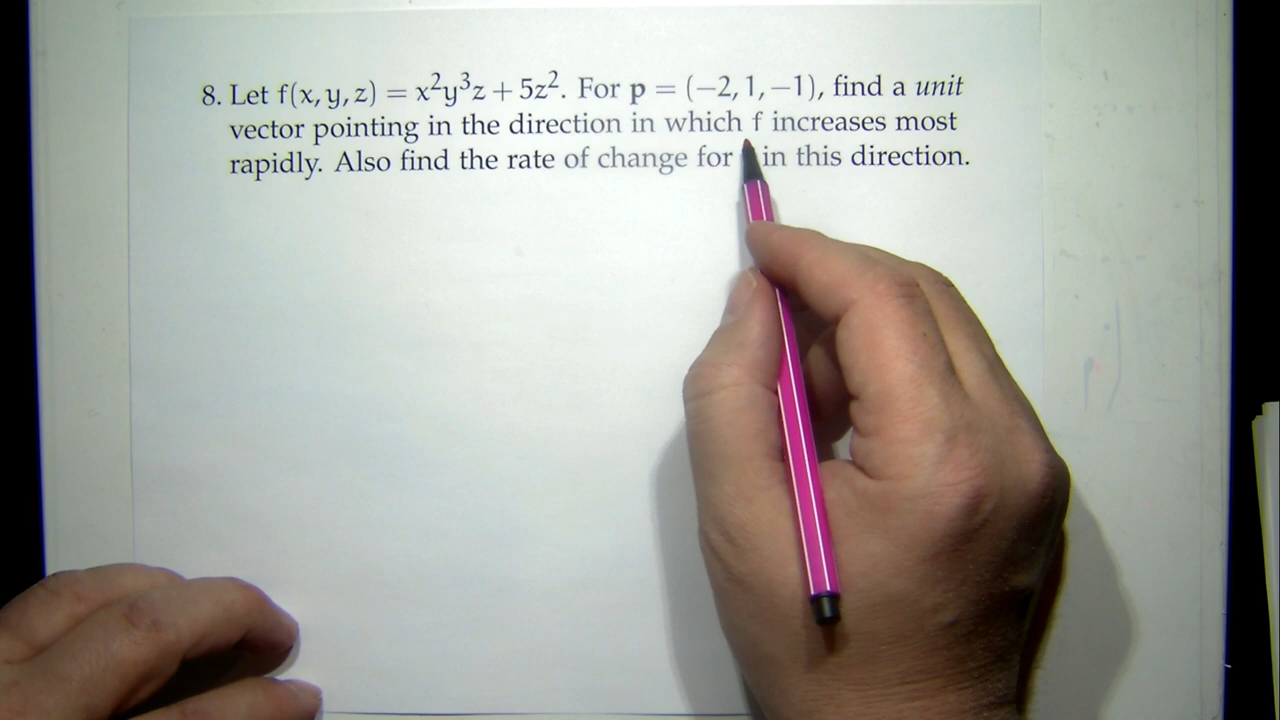 8. Let f(x, y, z) = x²y³z + 5z². For p = (−2, 1, −1), find a unit
vector pointing in the direction in which f increases most
rapidly. Also find the rate of change for in this direction.